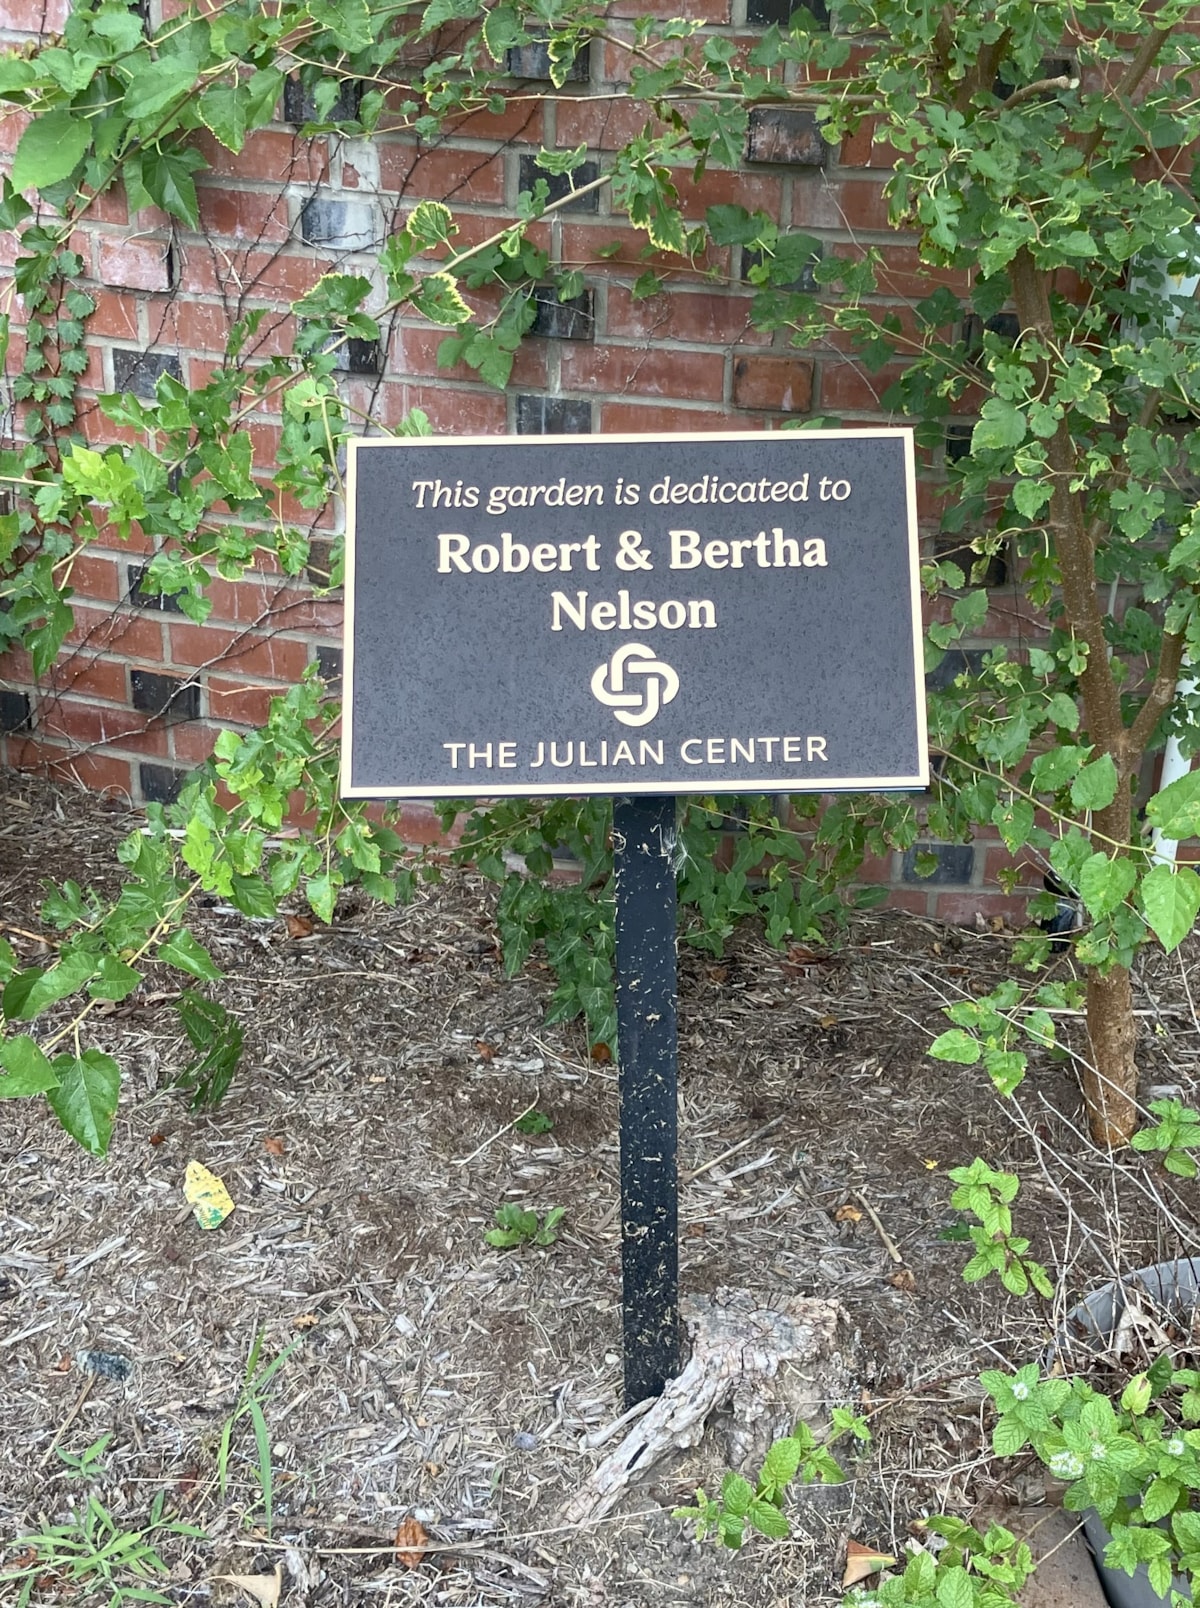 This garden is dedicated to
Robert & Bertha
Nelson
THE JULIAN CENTER